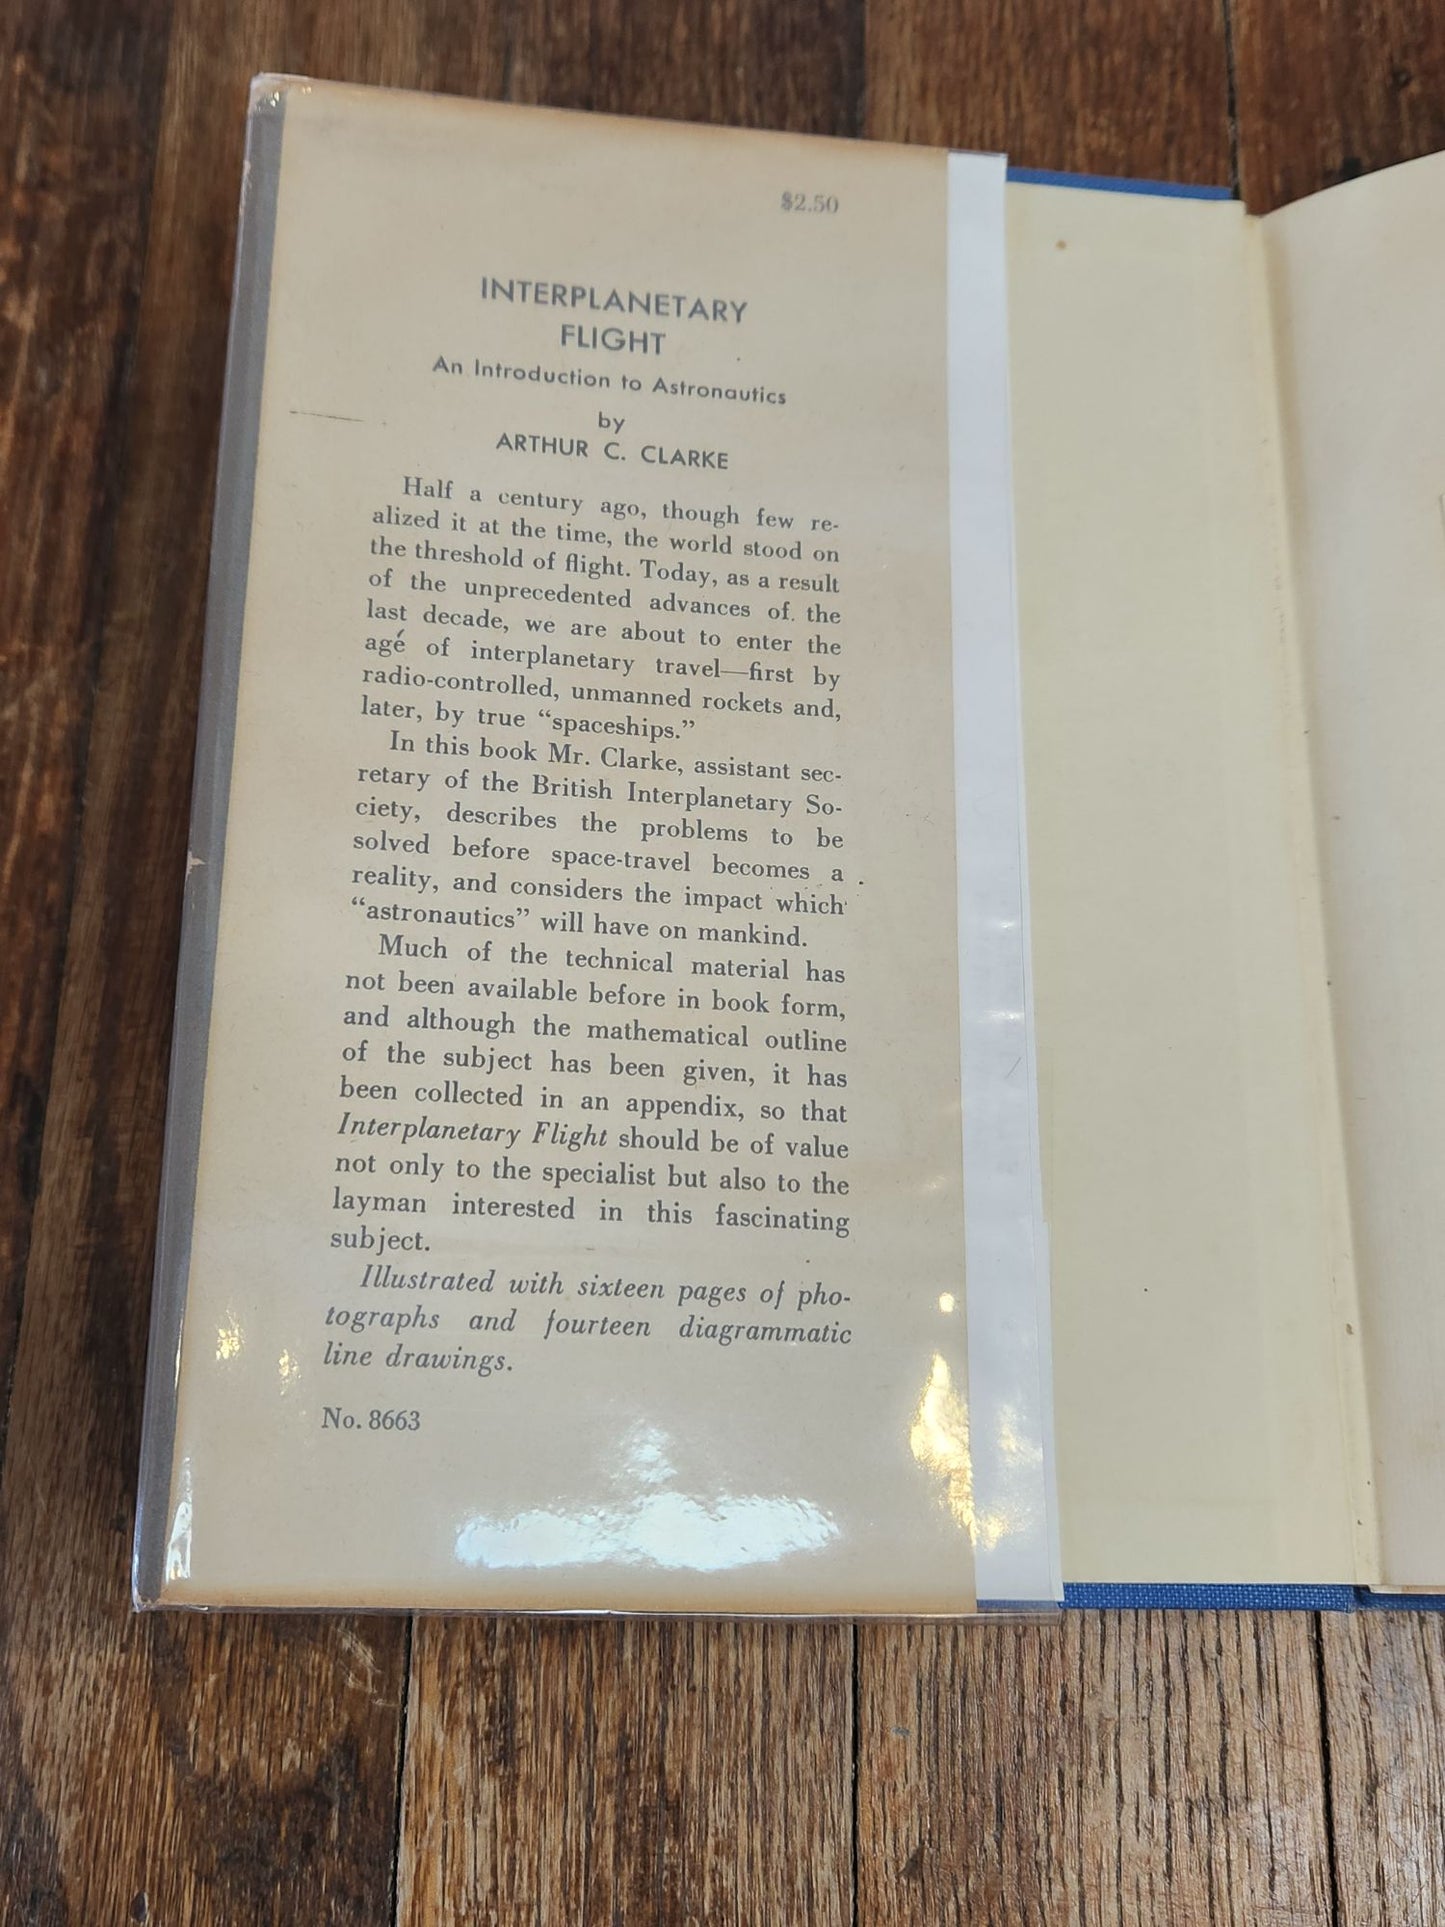 $2.50
INTERPLANETARY
FLIGHT
An Introduction to Astronautics
by
ARTHUR C. CLARKE
Half a century ago, though few re-
alized it at the time, the world stood on
the threshold of flight. Today, as a result
of the unprecedented advances of the
last decade, we are about to enter the
age of interplanetary travel—first by
radio-controlled, unmanned rockets and,
later, by true “spaceships.”
In this book Mr. Clarke, assistant sec-
retary of the British Interplanetary So-
ciety, describes the problems to be
solved before space-travel becomes a
reality, and considers the impact which
“astronautics” will have on mankind.
Much of the technical material has
not been available before in book form,
and although the mathematical outline
of the subject has been given, it has
been collected in an appendix, so that
Interplanetary Flight should be of value
not only to the specialist but also to the
layman interested in this fascinating
subject.
Illustrated with sixteen pages of pho-
tographs and fourteen diagrammatic
line drawings.
No. 8663